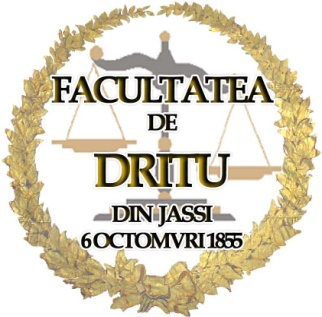 FACULTATEA
DE
DRITU
DIN JASSI
6 OCTOMVRI 1855